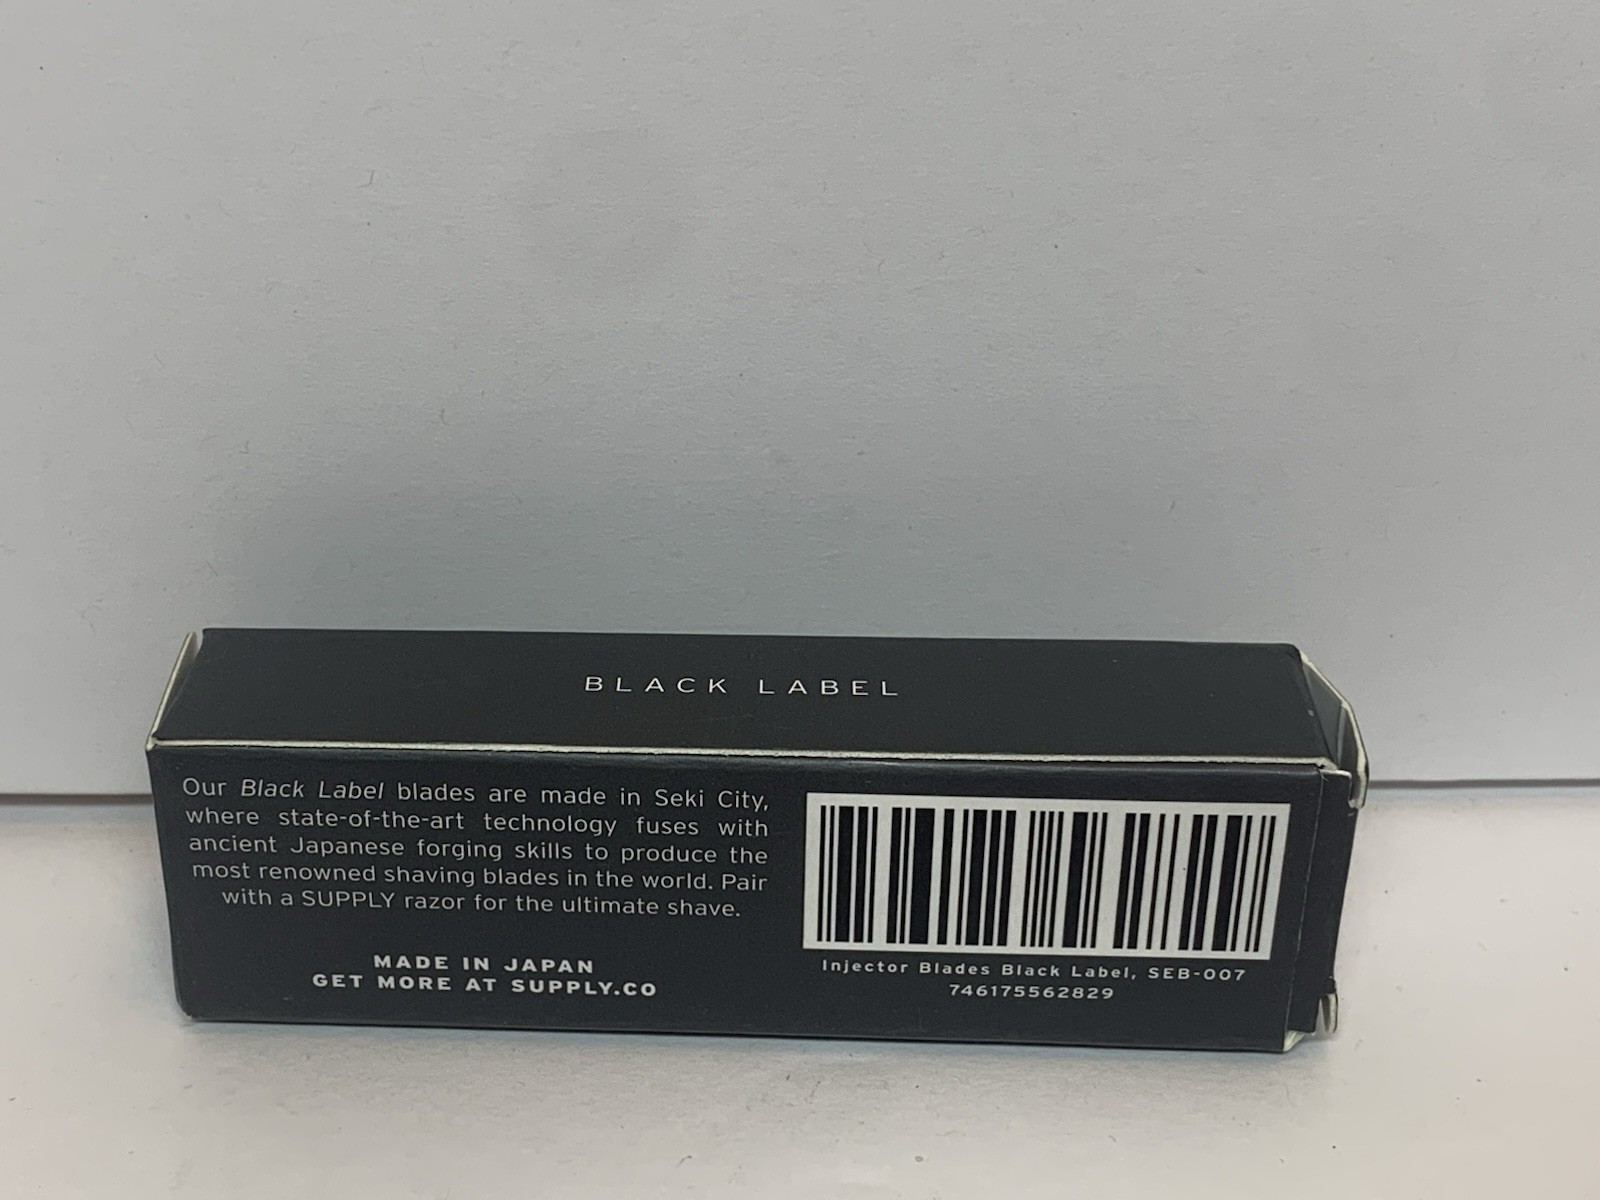 BLACK LABEL
Our Black Label blades are made in Seki City,
where state-of-the-art technology fuses with
ancient Japanese forging skills to produce the
most renowned shaving blades in the world. Pair
with a SUPPLY razor for the ultimate shave.
MADE IN JAPAN
GET MORE AT SUPPLY.CO
Injector Blades Black Label, SEB-007
746175562829